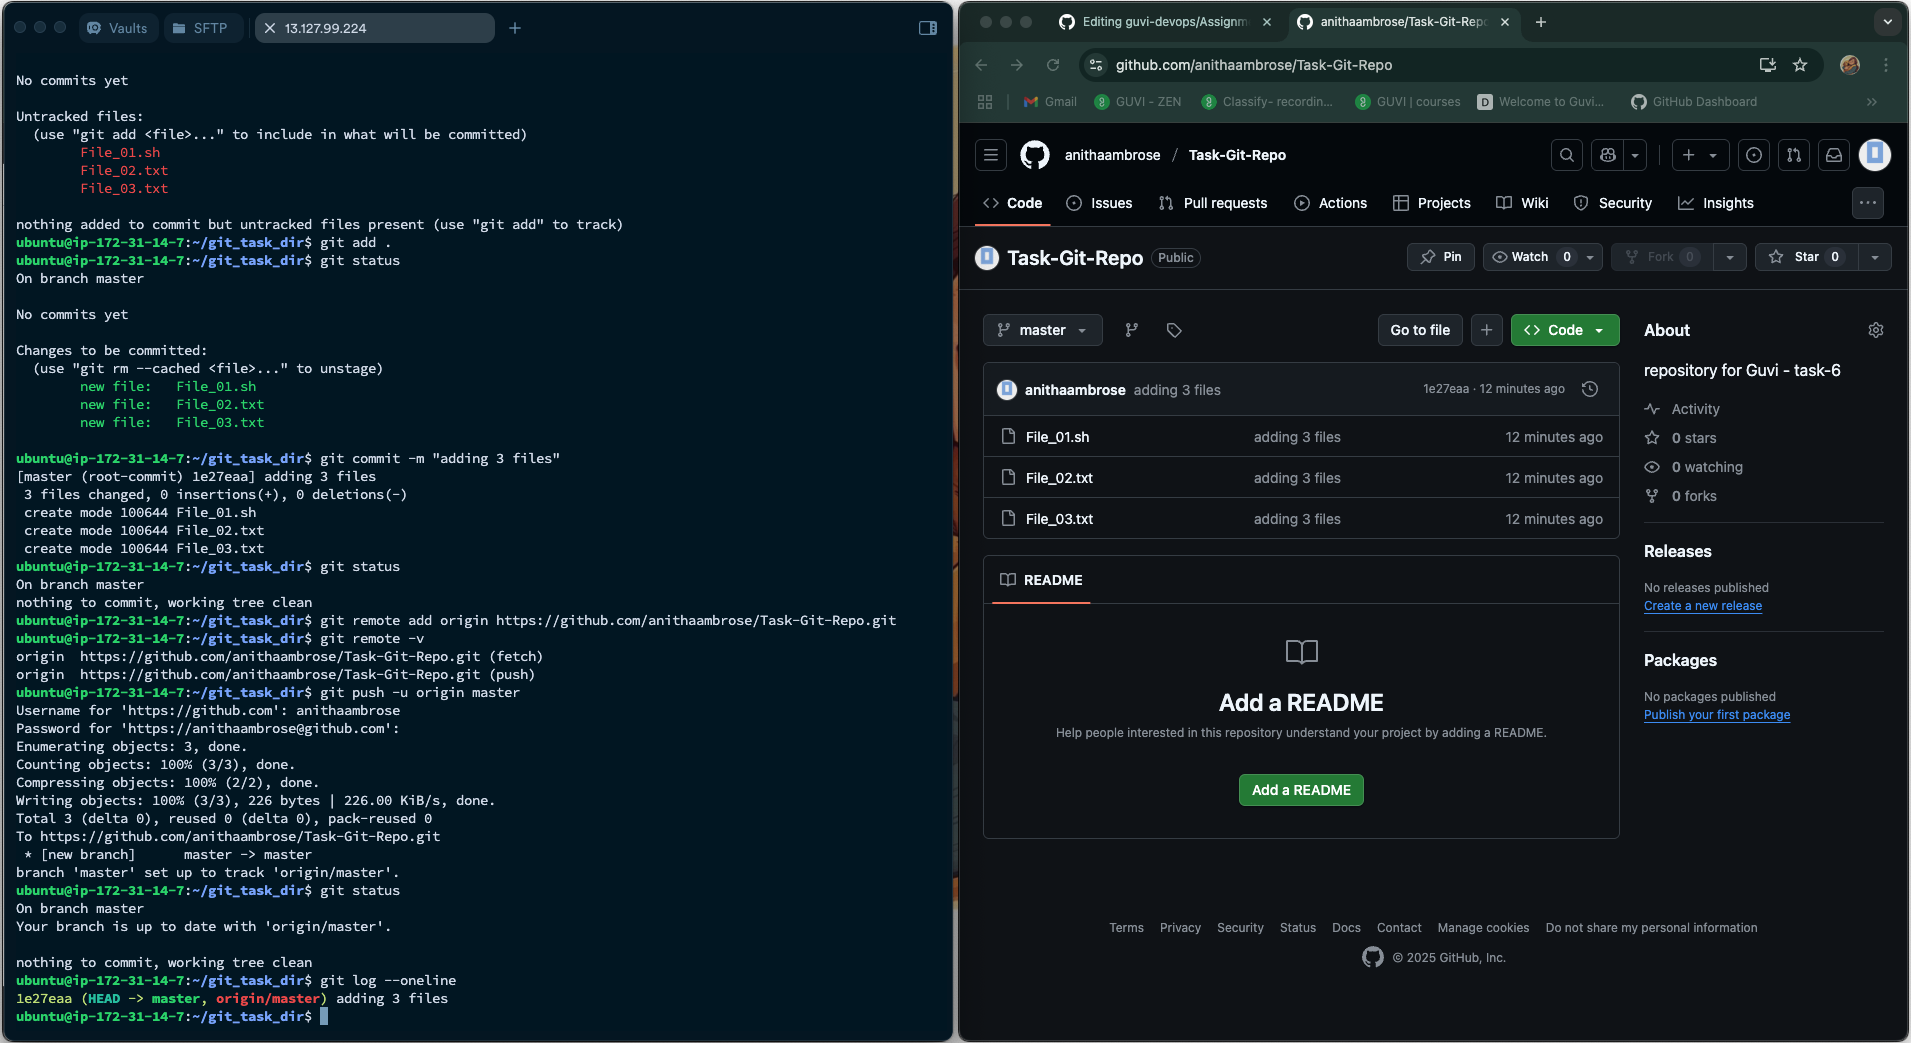 Vaults
SFTP
13.127.99.224
No commits yet
Untracked files:
(use "git add <file>..." to include in what will be committed)
File_01.sh
File_02.txt
File_03.txt
nothing added to commit but untracked files present (use "git add" to track)
ubuntu@ip-172-31-14-7:~/git_task_dir$ git add .
ubuntu@ip-172-31-14-7:~/git_task_dir$ git status
On branch master
No commits yet
Changes to be committed:
(use "git rm --cached <file>..." to unstage)
new file:   File_01.sh
new file:   File_02.txt
new file:   File_03.txt
ubuntu@ip-172-31-14-7:~/git_task_dir$ git commit -m "adding 3 files"
[master (root-commit) 1e27eaa] adding 3 files
3 files changed, 0 insertions(+), 0 deletions(-)
create mode 100644 File_01.sh
create mode 100644 File_02.txt
create mode 100644 File_03.txt
ubuntu@ip-172-31-14-7:~/git_task_dir$ git status
On branch master
nothing to commit, working tree clean
ubuntu@ip-172-31-14-7:~/git_task_dir$ git remote add origin https://github.com/anithaambrose/Task-Git-Repo.git
ubuntu@ip-172-31-14-7:~/git_task_dir$ git remote -v
origin  https://github.com/anithaambrose/Task-Git-Repo.git (fetch)
origin  https://github.com/anithaambrose/Task-Git-Repo.git (push)
ubuntu@ip-172-31-14-7:~/git_task_dir$ git push -u origin master
Username for 'https://github.com': anithaambrose
Password for 'https://anithaambrose@github.com':
Enumerating objects: 3, done.
Counting objects: 100% (3/3), done.
Compressing objects: 100% (2/2), done.
Writing objects: 100% (3/3), 226 bytes | 226.00 KiB/s, done.
Total 3 (delta 0), reused 0 (delta 0), pack-reused 0
To https://github.com/anithaambrose/Task-Git-Repo.git
* [new branch]      master -> master
branch 'master' set up to track 'origin/master'.
ubuntu@ip-172-31-14-7:~/git_task_dir$ git status
On branch master
Your branch is up to date with 'origin/master'.
nothing to commit, working tree clean
ubuntu@ip-172-31-14-7:~/git_task_dir$ git log --oneline
1e27eaa (HEAD -> master, origin/master) adding 3 files
ubuntu@ip-172-31-14-7:~/git_task_dir$
Editing guvi-devops/Assignm
anithaambrose/Task-Git-Repo
github.com/anithaambrose/Task-Git-Repo
Gmail
GUVI - ZEN
Classify- recordin...
GUVI | courses
Welcome to Guvi...
GitHub Dashboard
anithaambrose / Task-Git-Repo
Code
Issues
Pull requests
Actions
Projects
Wiki
Security
Insights
Task-Git-Repo Public
Pin
Watch 0
Fork 0
Star 0
master
Go to file
Code
anithaambrose adding 3 files 1e27eaa · 12 minutes ago
File_01.sh adding 3 files 12 minutes ago
File_02.txt adding 3 files 12 minutes ago
File_03.txt adding 3 files 12 minutes ago
README
Add a README
Help people interested in this repository understand your project by adding a README.
Add a README
About
repository for Guvi - task-6
Activity
0 stars
0 watching
0 forks
Releases
No releases published
Create a new release
Packages
No packages published
Publish your first package
Terms Privacy Security Status Docs Contact Manage cookies Do not share my personal information
© 2025 GitHub, Inc.